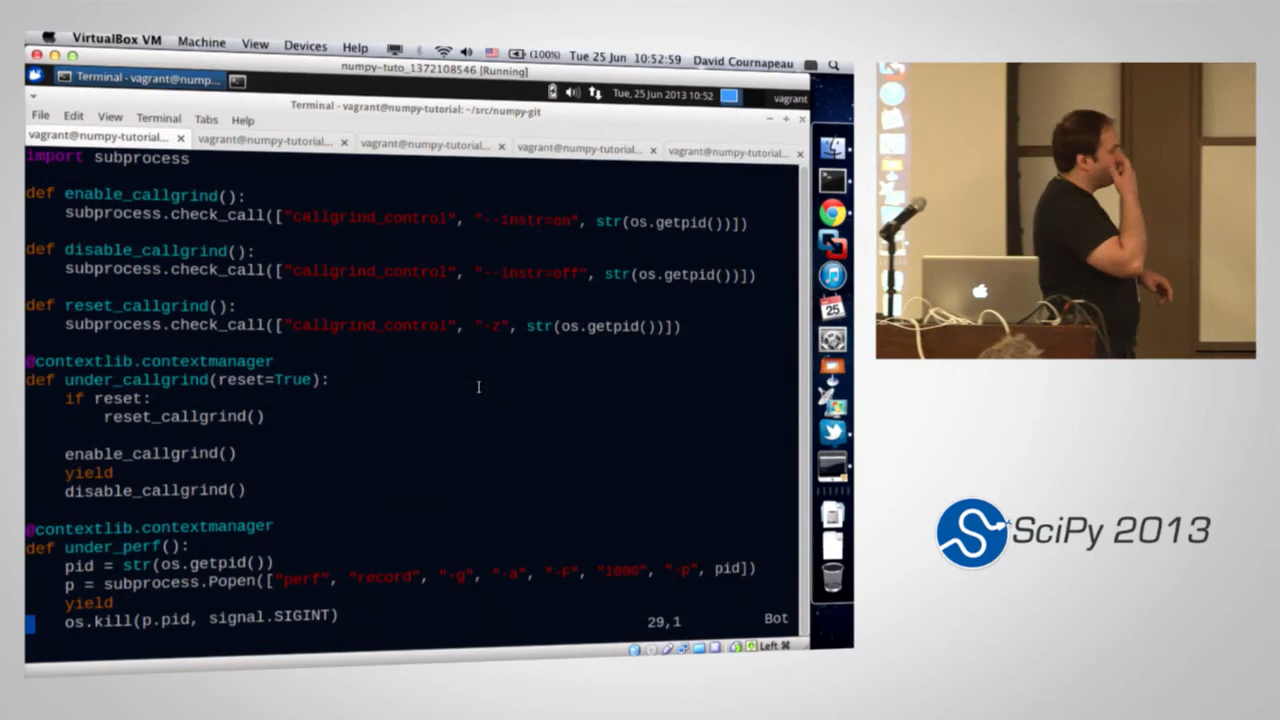 VirtualBox VM Machine View Devices Help (100%) Tue 25 Jun 10:52:59 David Cournapeau
numpy-tuto_1372108546 [Running]
Terminal - vagrant@nump... Tue, 25 Jun 2013 10:52 vagrant
Terminal - vagrant@numpy-tutorial: ~/src/numpy-git
File Edit View Terminal Tabs Help
vagrant@numpy-tutorial... vagrant@numpy-tutorial... vagrant@numpy-tutorial... vagrant@numpy-tutorial... vagrant@numpy-tutorial...
import subprocess
def enable_callgrind():
subprocess.check_call(["callgrind_control", "--instr=on", str(os.getpid())])
def disable_callgrind():
subprocess.check_call(["callgrind_control", "--instr=off", str(os.getpid())])
def reset_callgrind():
subprocess.check_call(["callgrind_control", "-z", str(os.getpid())])
@contextlib.contextmanager
def under_callgrind(reset=True):
if reset:
reset_callgrind()
enable_callgrind()
yield
disable_callgrind()
@contextlib.contextmanager
def under_perf():
pid = str(os.getpid())
p = subprocess.Popen(["perf", "record", "-g", "-a", "-F", "1000", "-p", pid])
yield
os.kill(p.pid, signal.SIGINT)
29,1 Bot
Left ⌘
25
SciPy 2013